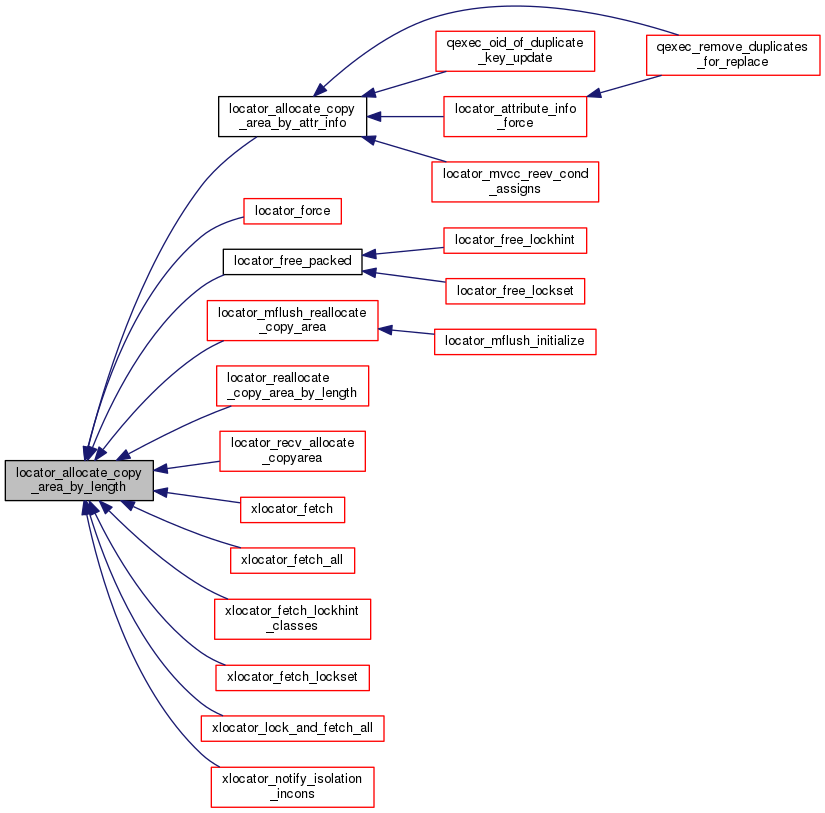 qexec_oid_of_duplicate
_key_update
qexec_remove_duplicates
_for_replace
locator_allocate_copy
_area_by_attr_info
locator_attribute_info
_force
locator_mvcc_reev_cond
_assigns
locator_force
locator_free_packed
locator_free_lockhint
locator_free_lockset
locator_mflush_reallocate
_copy_area
locator_mflush_initialize
locator_reallocate
_copy_area_by_length
locator_recv_allocate
_copyarea
locator_allocate_copy
_area_by_length
xlocator_fetch
xlocator_fetch_all
xlocator_fetch_lockhint
_classes
xlocator_fetch_lockset
xlocator_lock_and_fetch_all
xlocator_notify_isolation
_incons